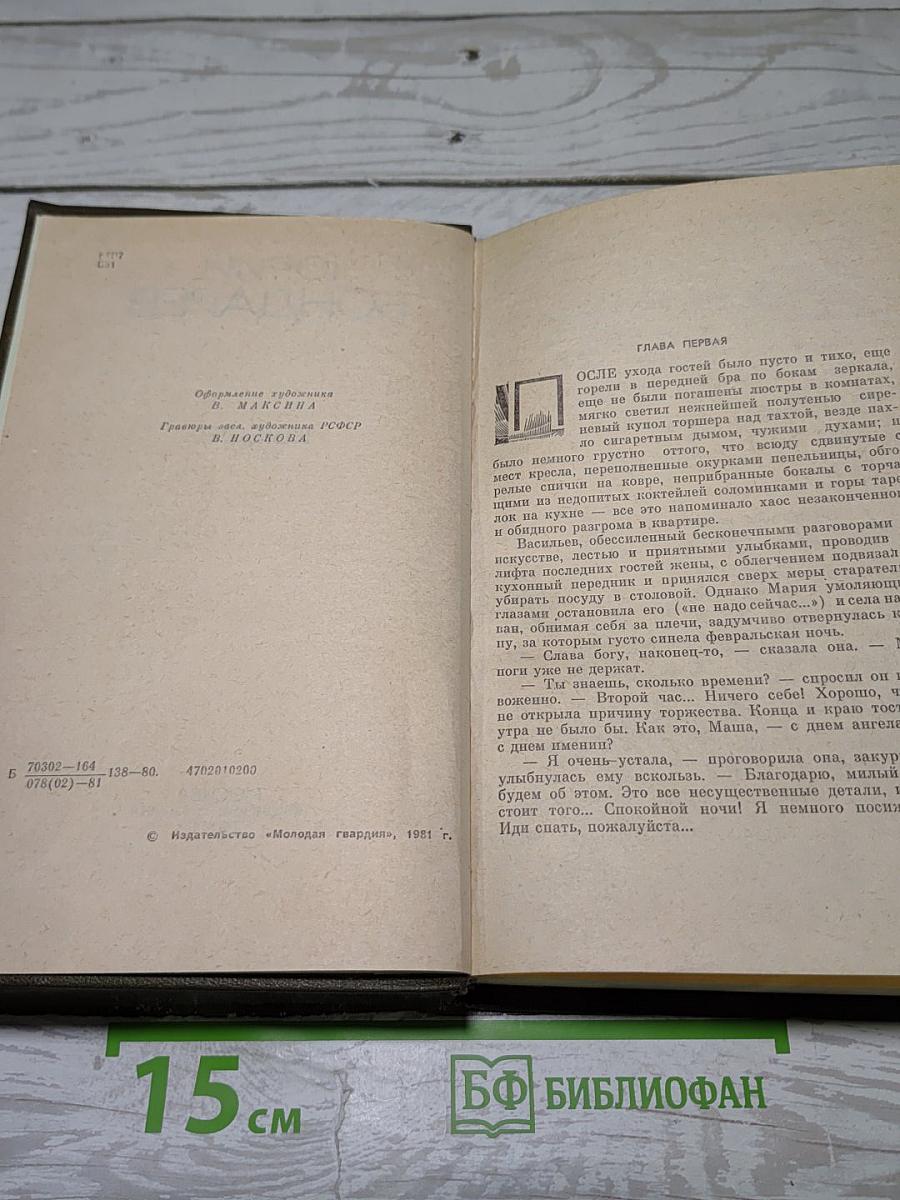 Оформление художника
В. МАКСИНА
Гравюры засл. художника РСФСР
В. НОСКОВА
Б 70302—164
078(02)—81 138—80. 4702010200
© Издательство «Молодая гвардия», 1981 г.
ГЛАВА ПЕРВАЯ
ПОСЛЕ ухода гостей было пусто и тихо, еще
горели в передней бра по бокам зеркала,
еще не были погашены люстры в комнатах,
мягко светил нежнейшей полутенью сире-
невый купол торшера над тахтой, везде пах-
ло сигаретным дымом, чужими духами; и
было немного грустно оттого, что всюду сдвинутые с
мест кресла, переполненные окурками пепельницы, обго-
релые спички на ковре, неприбранные бокалы с торча
щими из недопитых коктейлей соломинками и горы таре
лок на кухне — все это напоминало хаос незаконченного
и обидного разгрома в квартире.
Васильев, обессиленный бесконечными разговорами
искусстве, лестью и приятными улыбками, проводив
лифта последних гостей жены, с облегчением подвязал
кухонный передник и принялся сверх меры старатель
убирать посуду в столовой. Однако Мария умоляющи
глазами остановила его («не надо сейчас...») и села на
ван, обнимая себя за плечи, задумчиво отвернулась к
ну, за которым густо синела февральская ночь.
— Слава богу, наконец-то, — сказала она. —
ноги уже не держат.
— Ты знаешь, сколько времени? — спросил он
воженно. — Второй час... Ничего себе! Хорошо, ч
не открыла причину торжества. Конца и краю тост
утра не было бы. Как это, Маша, — с днем ангела
с днем именин?
— Я очень устала, — проговорила она, закури
улыбнулась ему вскользь. — Благодарю, милый
будем об этом. Это все несущественные детали, и
стоит того... Спокойной ночи! Я немного посиж
Иди спать, пожалуйста...
15 см
БФ БИБЛИОФАН